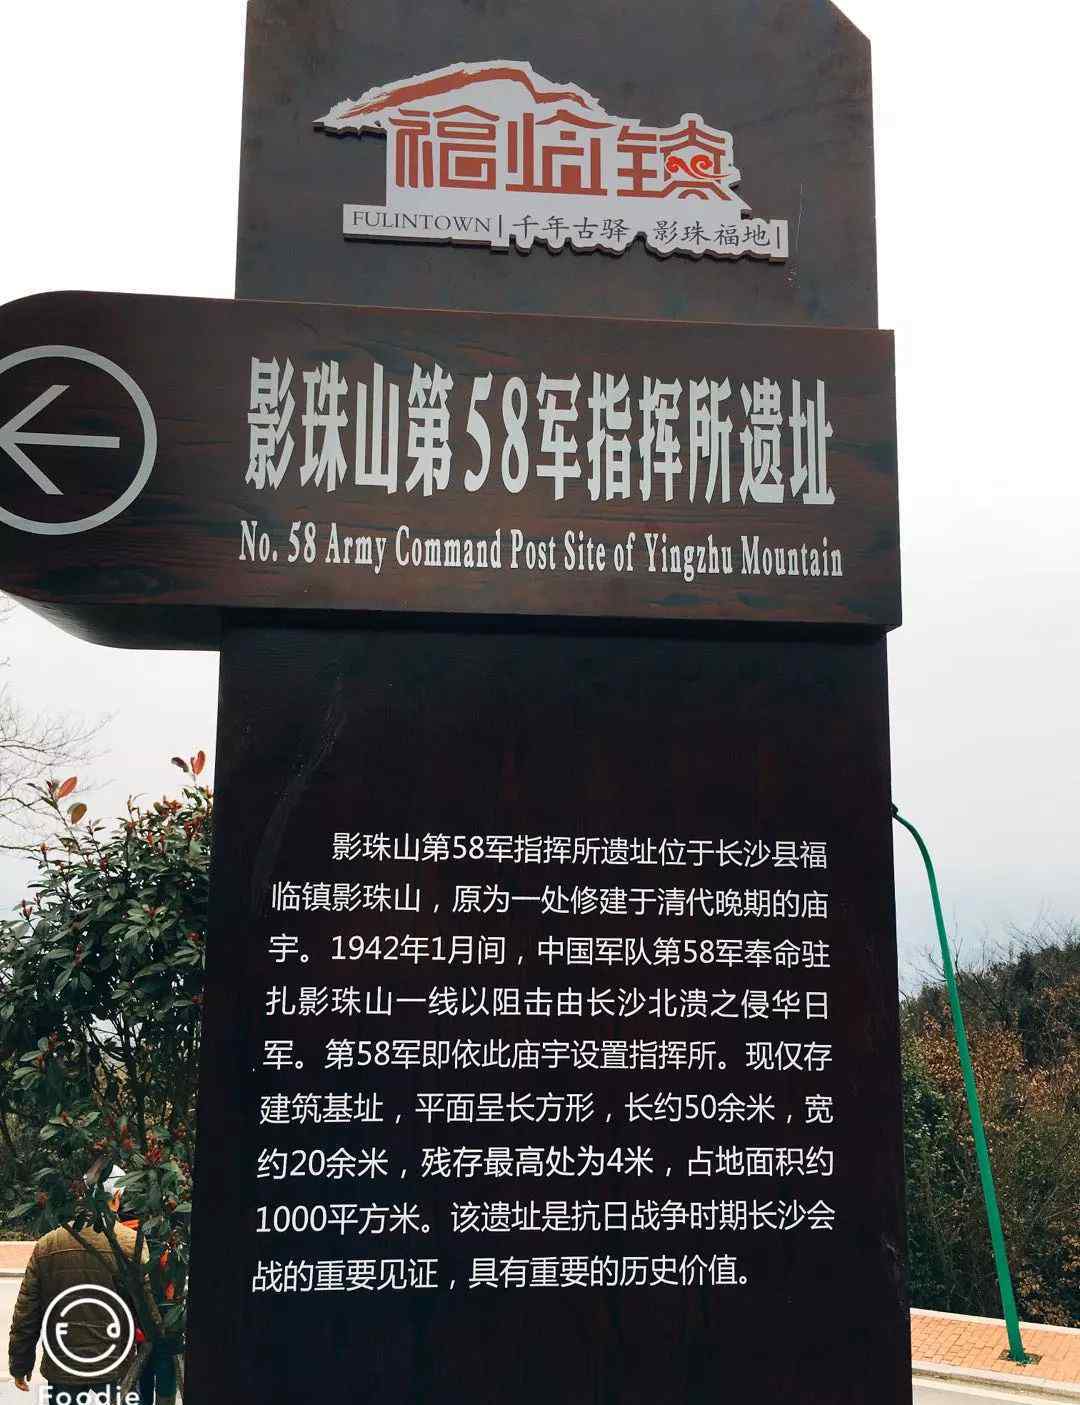 福临镇
FULINTOWN | 千年古驿 影珠福地
影珠山第58军指挥所遗址
No. 58 Army Command Post Site of Yingzhu Mountain
影珠山第58军指挥所遗址位于长沙县福
临镇影珠山，原为一处修建于清代晚期的庙
宇。1942年1月间，中国军队第58军奉命驻
扎影珠山一线以阻击由长沙北溃之侵华日
军。第58军即依此庙宇设置指挥所。现仅存
建筑基址，平面呈长方形，长约50余米，宽
约20余米，残存最高处为4米，占地面积约
1000平方米。该遗址是抗日战争时期长沙会
战的重要见证，具有重要的历史价值。
Foodie